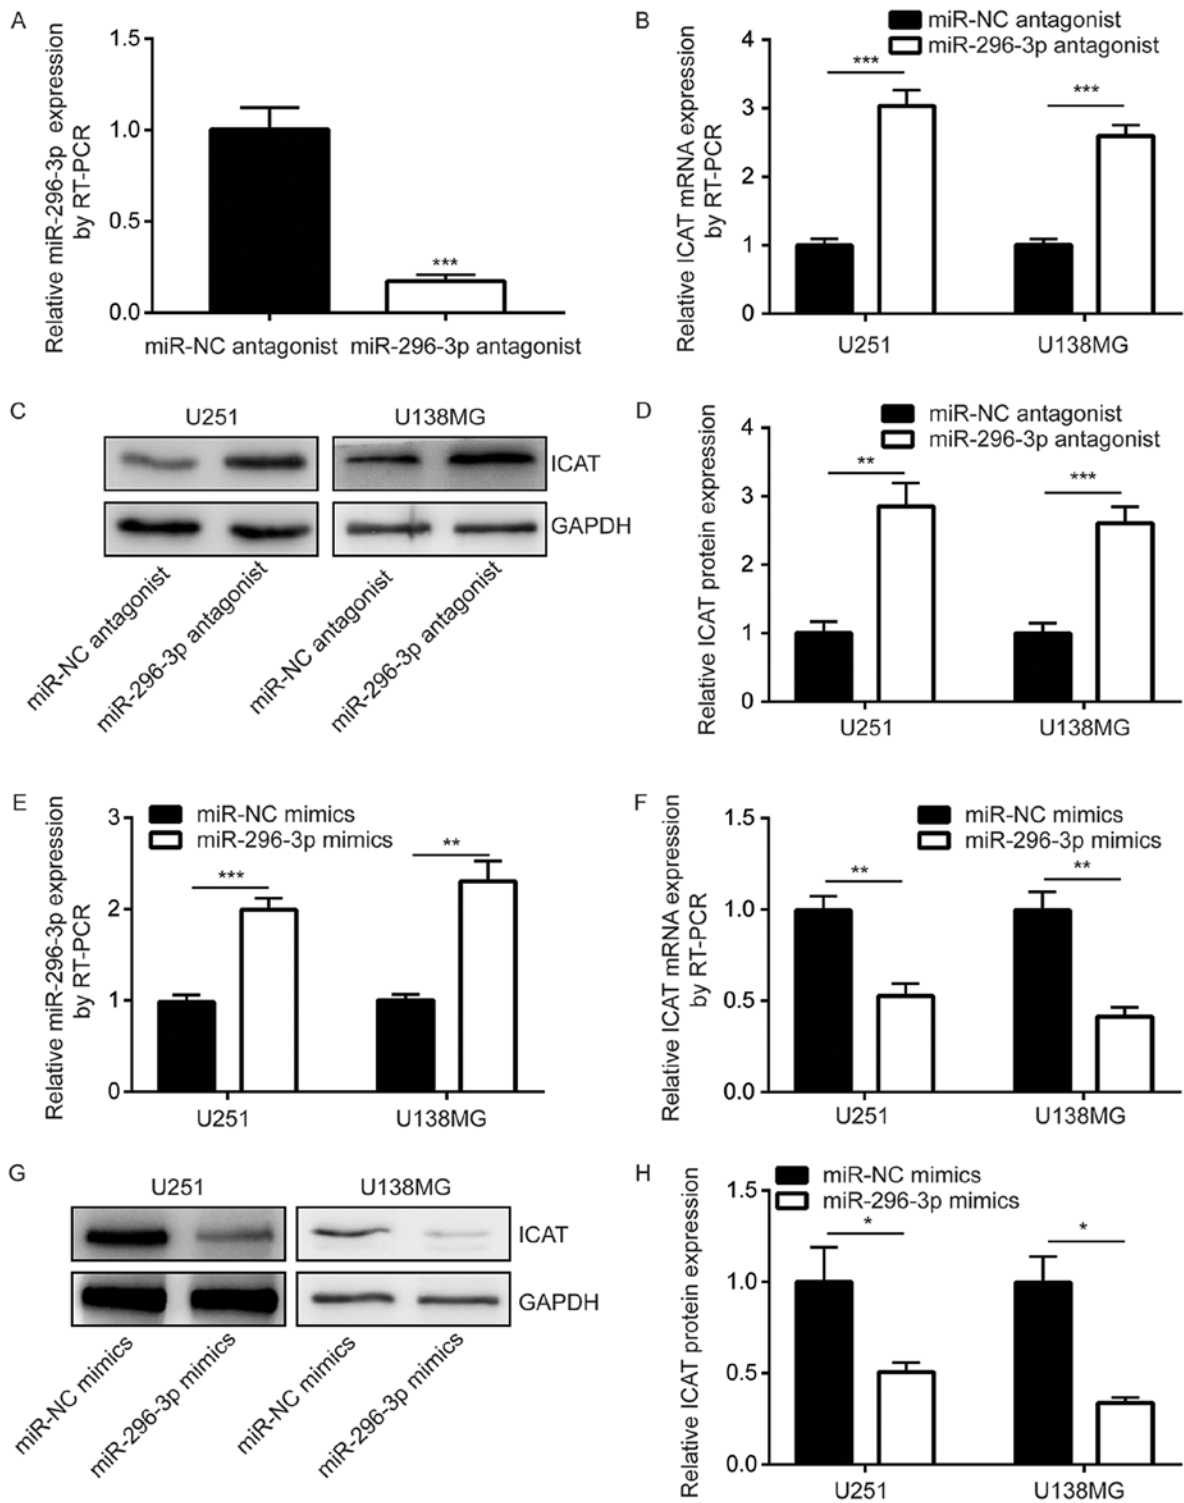 A
Relative miR-296-3p expression
by RT-PCR
1.5
1.0
0.5
0.0
***
miR-NC antagonist miR-296-3p antagonist
B
miR-NC antagonist
miR-296-3p antagonist
Relative ICAT mRNA expression
by RT-PCR
4
3
2
1
0
***
***
U251
U138MG
C
U251
U138MG
ICAT
GAPDH
miR-NC antagonist
miR-296-3p antagonist
miR-NC antagonist
miR-296-3p antagonist
D
miR-NC antagonist
miR-296-3p antagonist
Relative ICAT protein expression
4
3
2
1
0
**
***
U251
U138MG
E
miR-NC mimics
miR-296-3p mimics
Relative miR-296-3p expression
by RT-PCR
3
2
1
0
***
**
U251
U138MG
F
miR-NC mimics
miR-296-3p mimics
Relative ICAT mRNA expression
by RT-PCR
1.5
1.0
0.5
0.0
**
**
U251
U138MG
G
U251
U138MG
ICAT
GAPDH
miR-NC mimics
miR-296-3p mimics
miR-NC mimics
miR-296-3p mimics
H
miR-NC mimics
miR-296-3p mimics
Relative ICAT protein expression
1.5
1.0
0.5
0.0
*
*
U251
U138MG